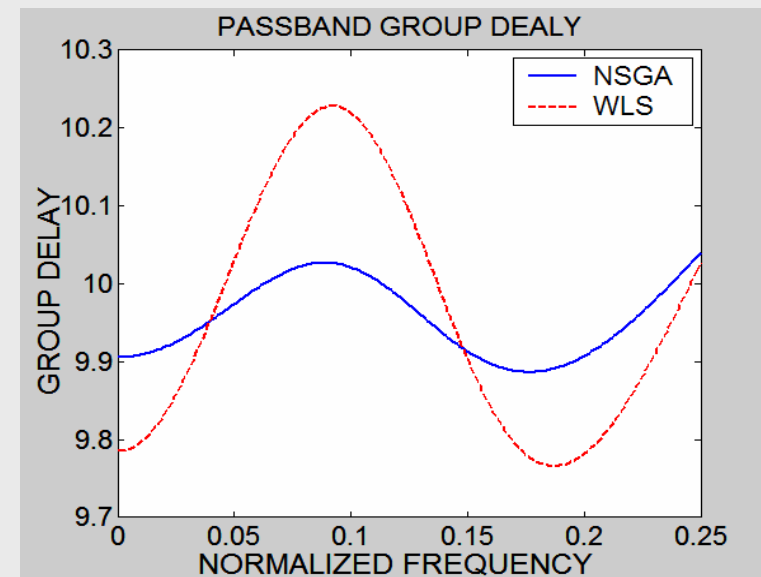 PASSBAND GROUP DEALY
10.3
10.2
10.1
10
9.9
9.8
9.7
GROUP DELAY
NSGA
WLS
0 0.05 0.1 0.15 0.2 0.25
NORMALIZED FREQUENCY